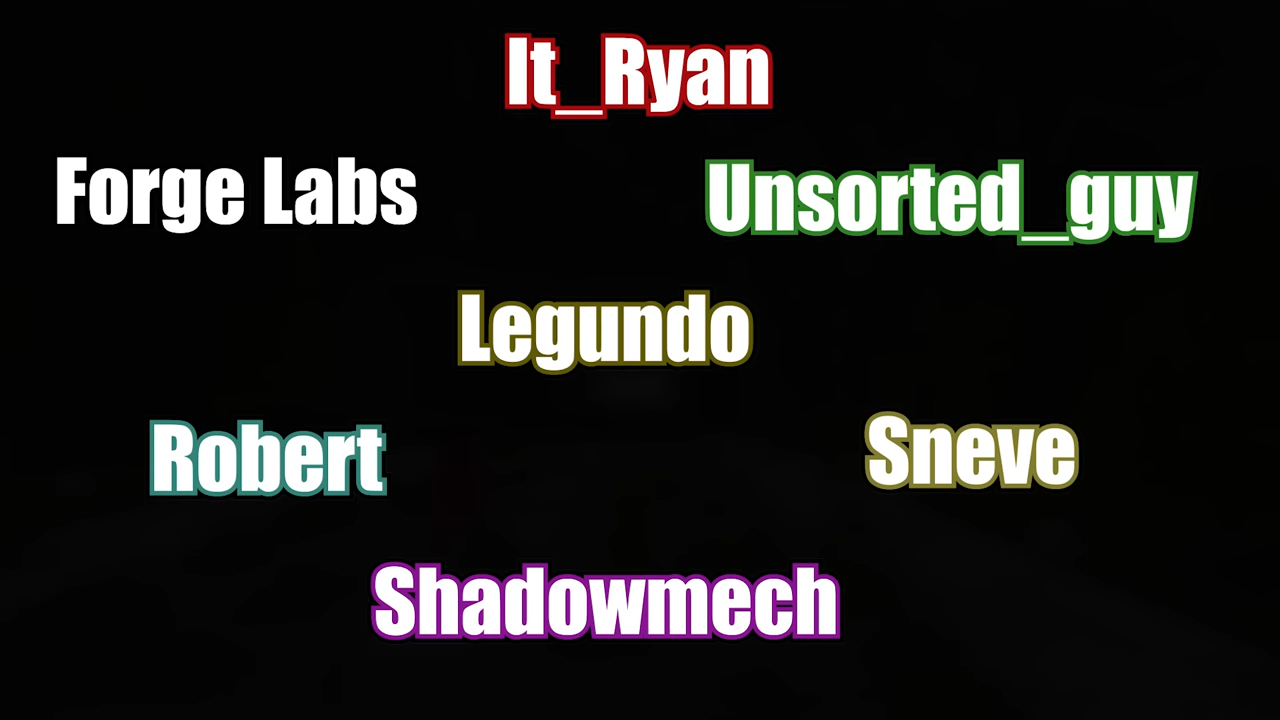 It_Ryan
Forge Labs
Unsorted_guy
Legundo
Robert
Sneve
Shadowmech